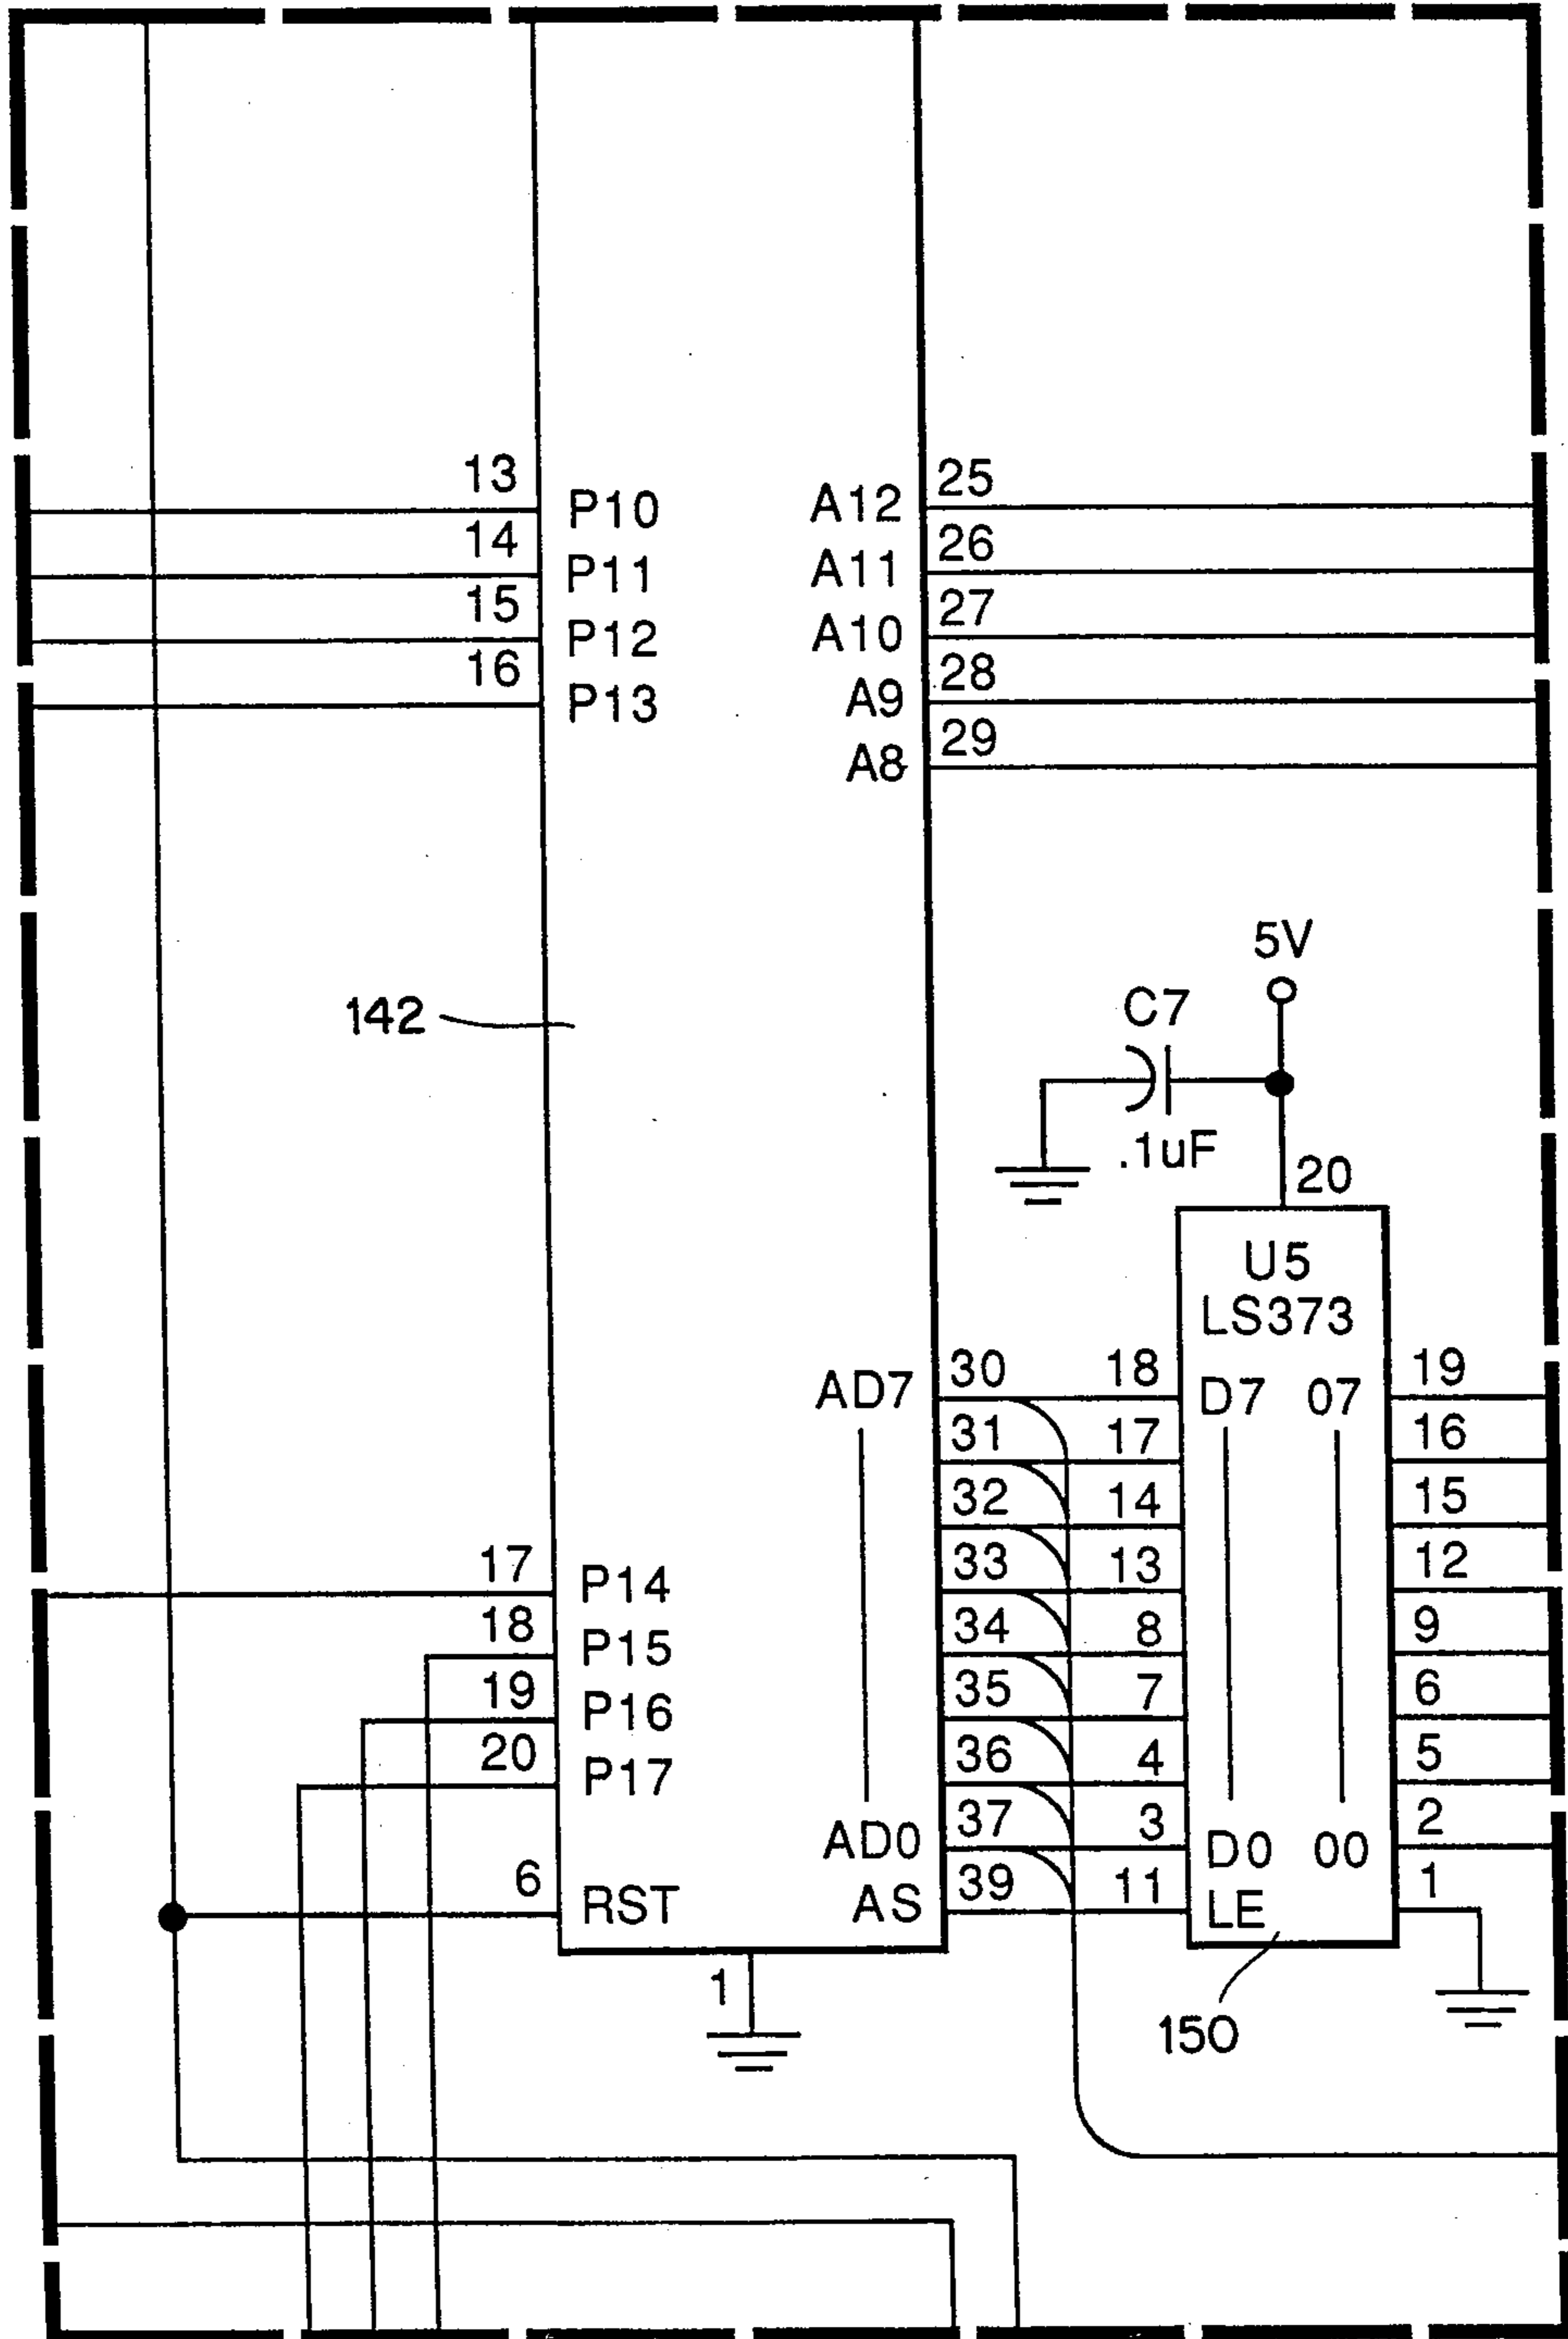 13
P10
A12
25
14
P11
A11
26
15
P12
A10
27
16
P13
A9
28
A8
29
142
5V
C7
.1uF
20
U5
LS373
AD7
30
18
D7
07
19
31
17
16
32
14
15
17
P14
33
13
12
18
P15
34
8
9
19
P16
35
7
6
20
P17
36
4
5
AD0
37
3
D0
00
2
6
RST
AS
39
11
LE
1
1
150